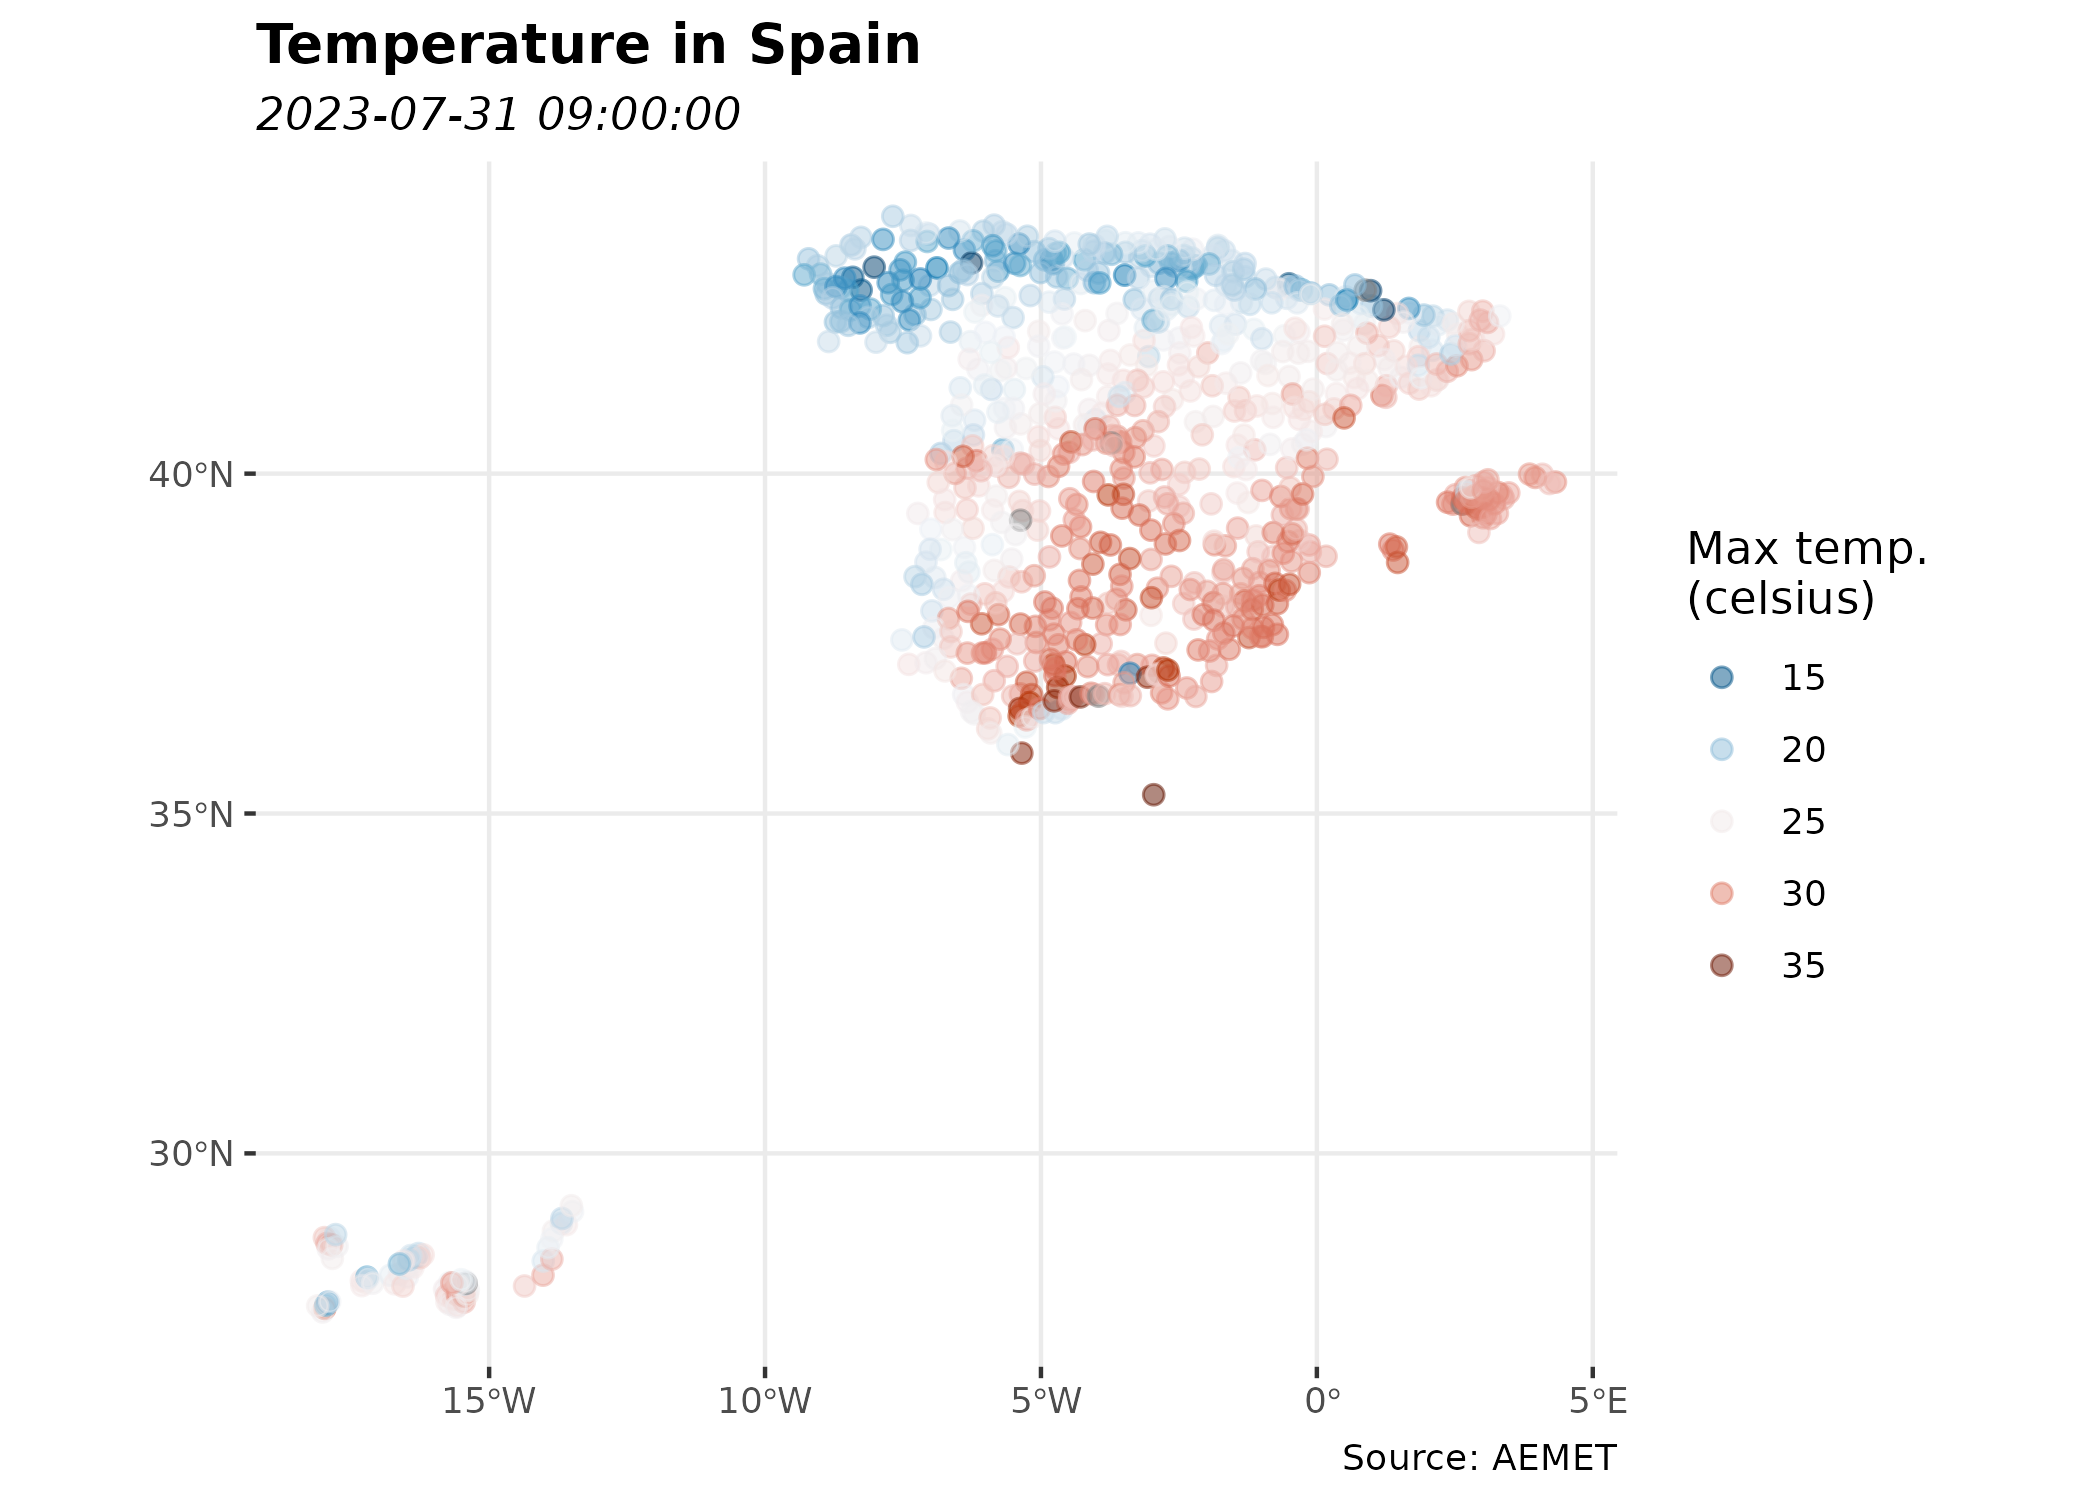 Temperature in Spain
2023-07-31 09:00:00
40°N
35°N
30°N
15°W
10°W
5°W
0°
5°E
Max temp.
(celsius)
15
20
25
30
35
Source: AEMET